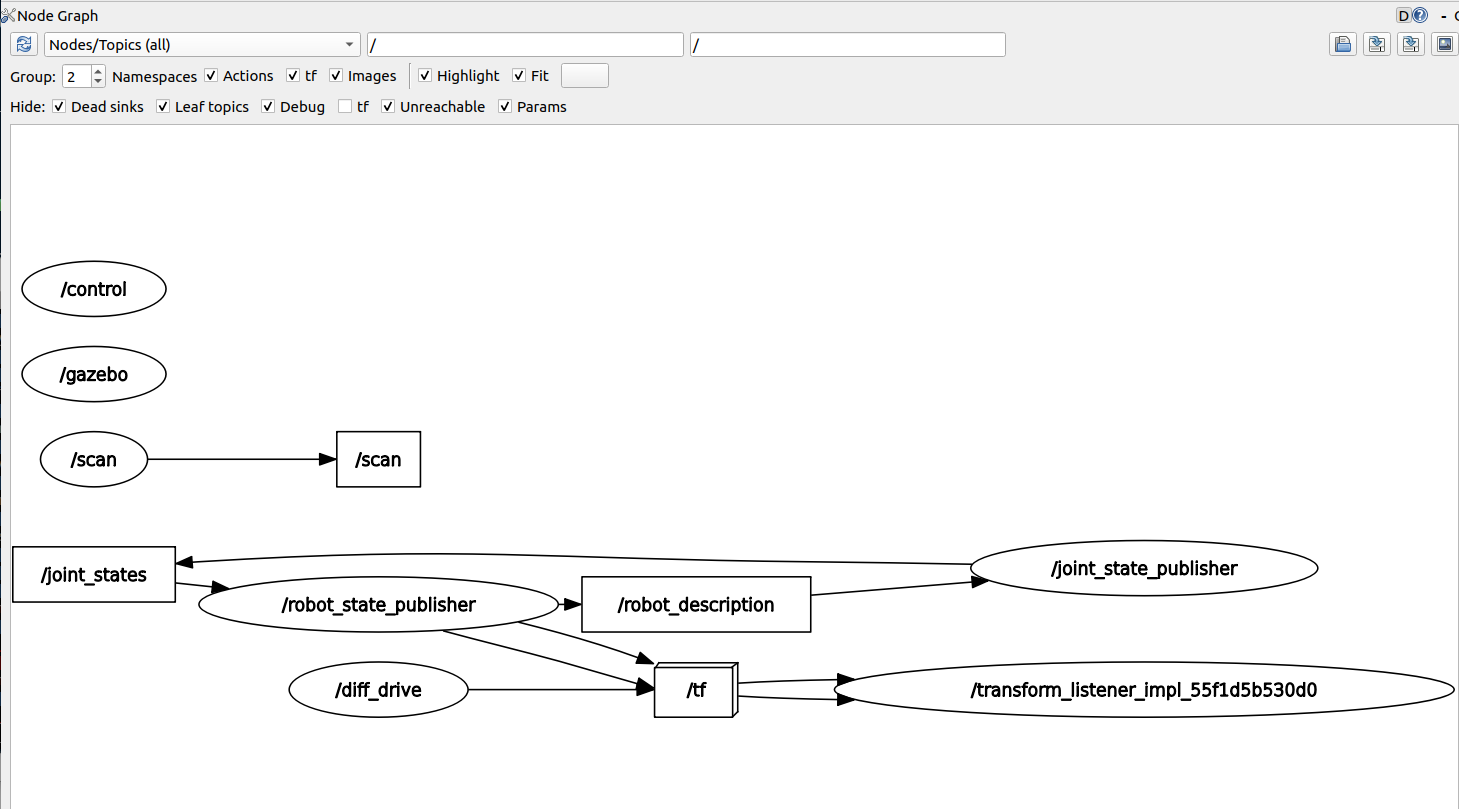 Node Graph
D
Nodes/Topics (all) / /
Group: 2 Namespaces Actions tf Images Highlight Fit
Hide: Dead sinks Leaf topics Debug tf Unreachable Params
/control
/gazebo
/scan /scan
/joint_states
/joint_state_publisher
/robot_state_publisher /robot_description
/diff_drive /tf /transform_listener_impl_55f1d5b530d0